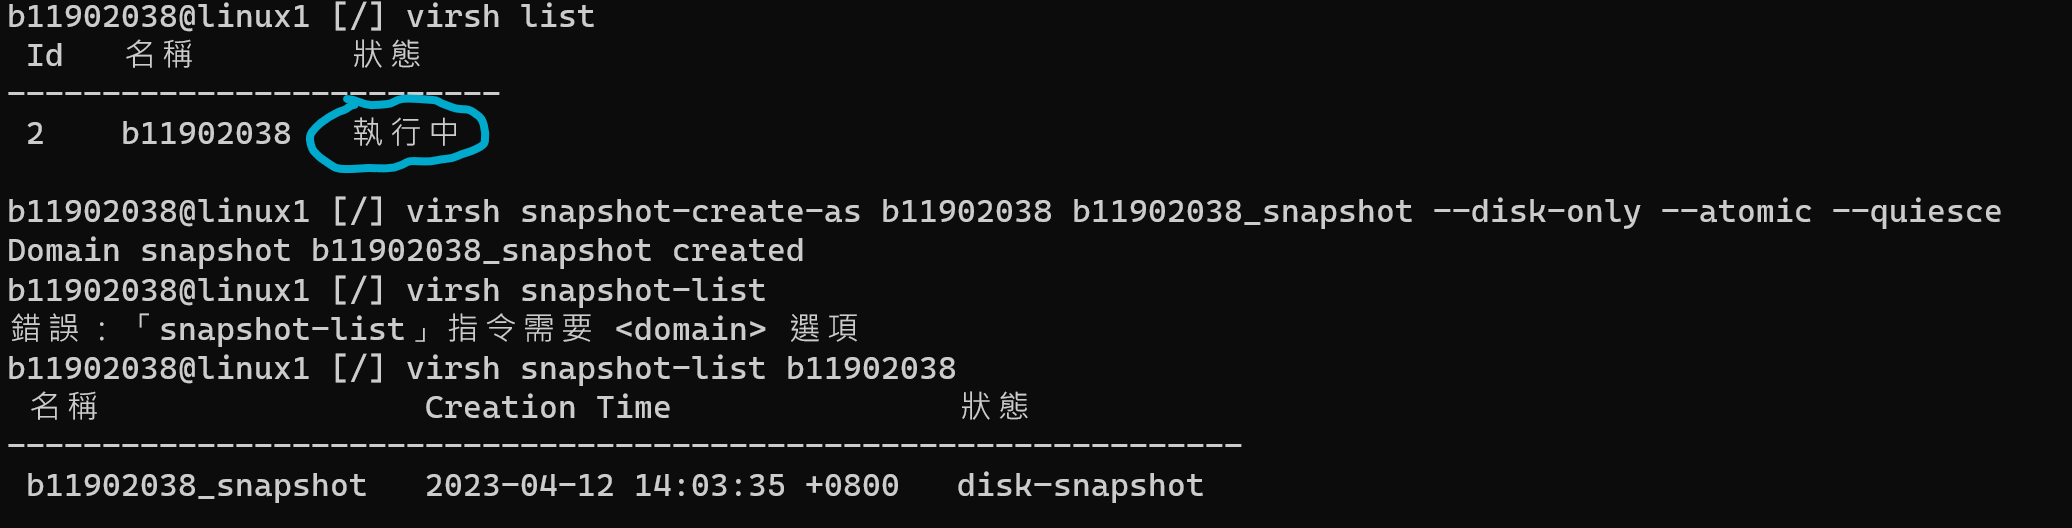 b11902038@linux1 [/] virsh list
Id 名稱 狀態
---------------------------
2 b11902038 執行中
b11902038@linux1 [/] virsh snapshot-create-as b11902038 b11902038_snapshot --disk-only --atomic --quiesce
Domain snapshot b11902038_snapshot created
b11902038@linux1 [/] virsh snapshot-list
錯誤：「snapshot-list」指令需要 <domain> 選項
b11902038@linux1 [/] virsh snapshot-list b11902038
名稱 Creation Time 狀態
-----------------------------------------------------------------
b11902038_snapshot 2023-04-12 14:03:35 +0800 disk-snapshot